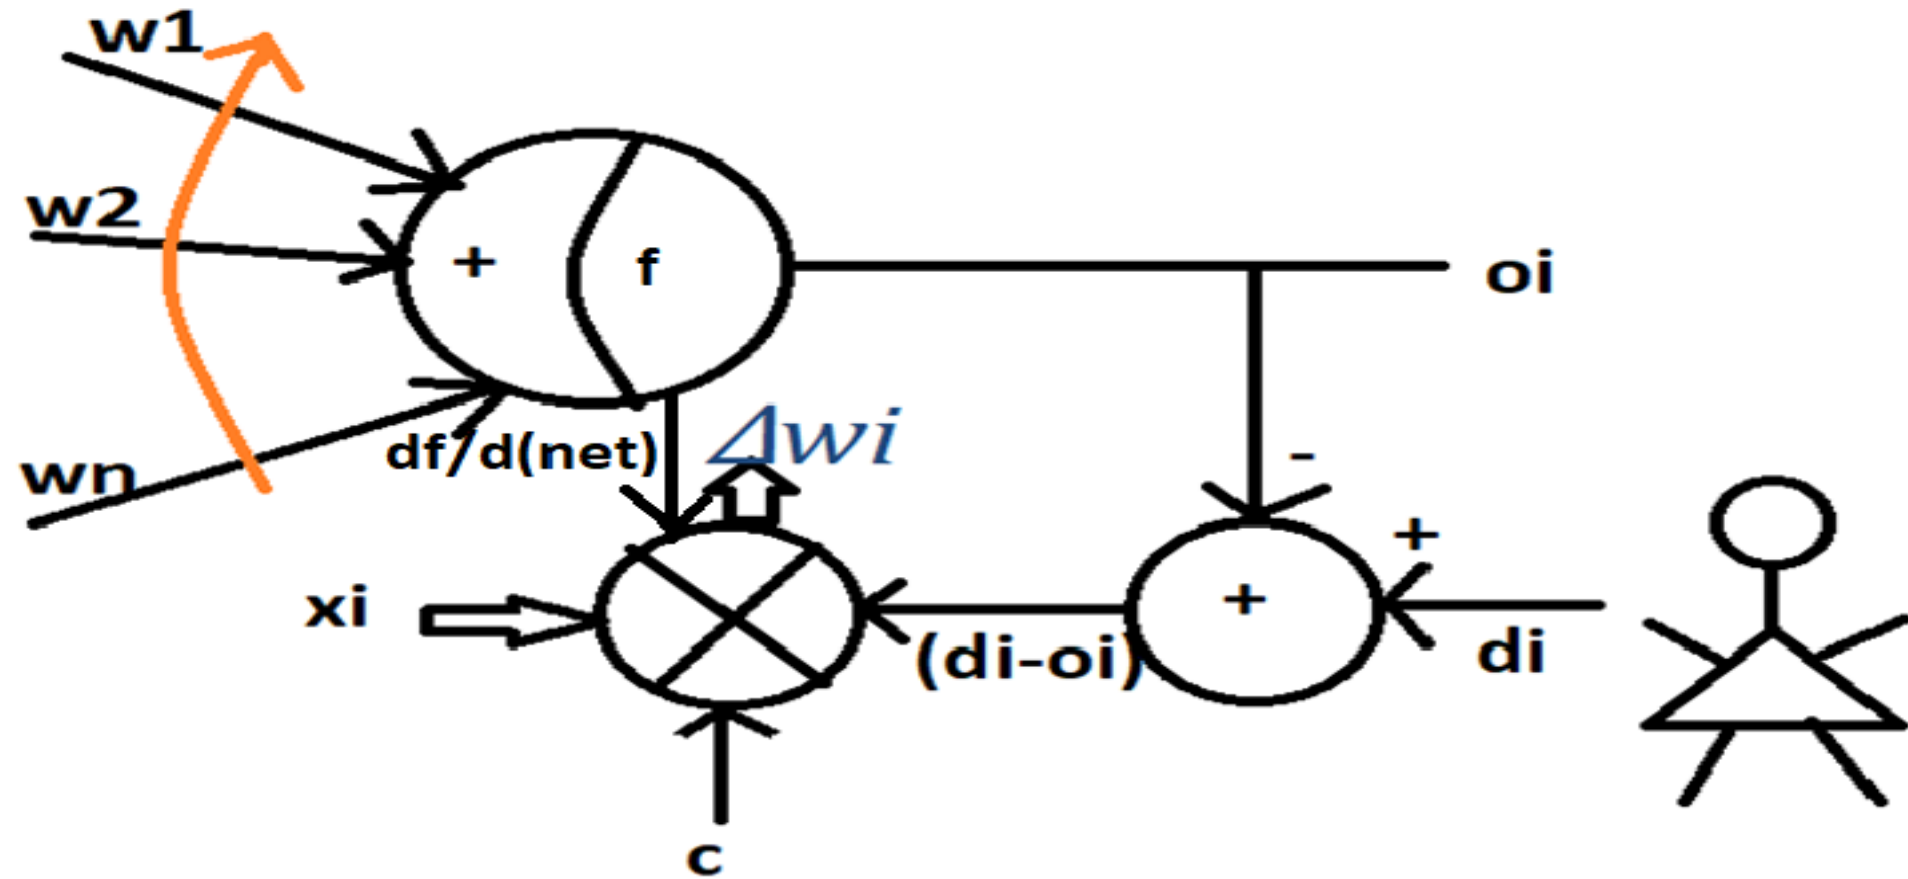 w1
w2
+
f
oi
df/d(net)
Δwi
-
wn
+
xi
+
(di-oi)
di
c